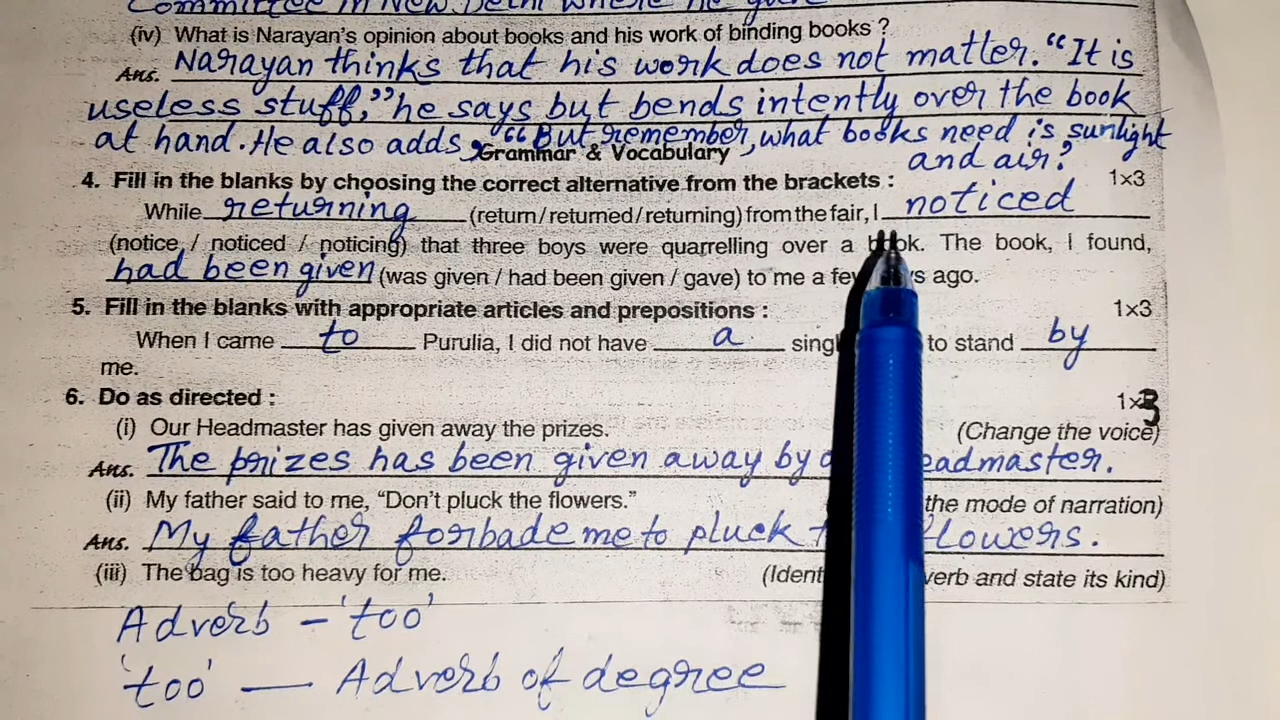 Committee in New Delhi where he gave
(iv) What is Narayan's opinion about books and his work of binding books ?
Ans. Narayan thinks that his work does not matter. "It is
useless stuff," he says but bends intently over the book
at hand. He also adds, "But remember, what books need is sunlight
and air?
Grammar & Vocabulary
4. Fill in the blanks by choosing the correct alternative from the brackets : 1×3
While returning (return / returned / returning) from the fair, I noticed
(notice / noticed / noticing) that three boys were quarrelling over a book. The book, I found,
had been given (was given / had been given / gave) to me a few ago.
5. Fill in the blanks with appropriate articles and prepositions : 1×3
When I came to Purulia, I did not have a to stand by
me.
6. Do as directed : 1×3
(i) Our Headmaster has given away the prizes. (Change the voice)
Ans. The prizes has been given away by headmaster.
(ii) My father said to me, "Don't pluck the flowers." the mode of narration)
Ans. My father forbade me to pluck flowers.
(iii) The bag is too heavy for me. verb and state its kind)
Adverb – 'too'
'too' — Adverb of degree